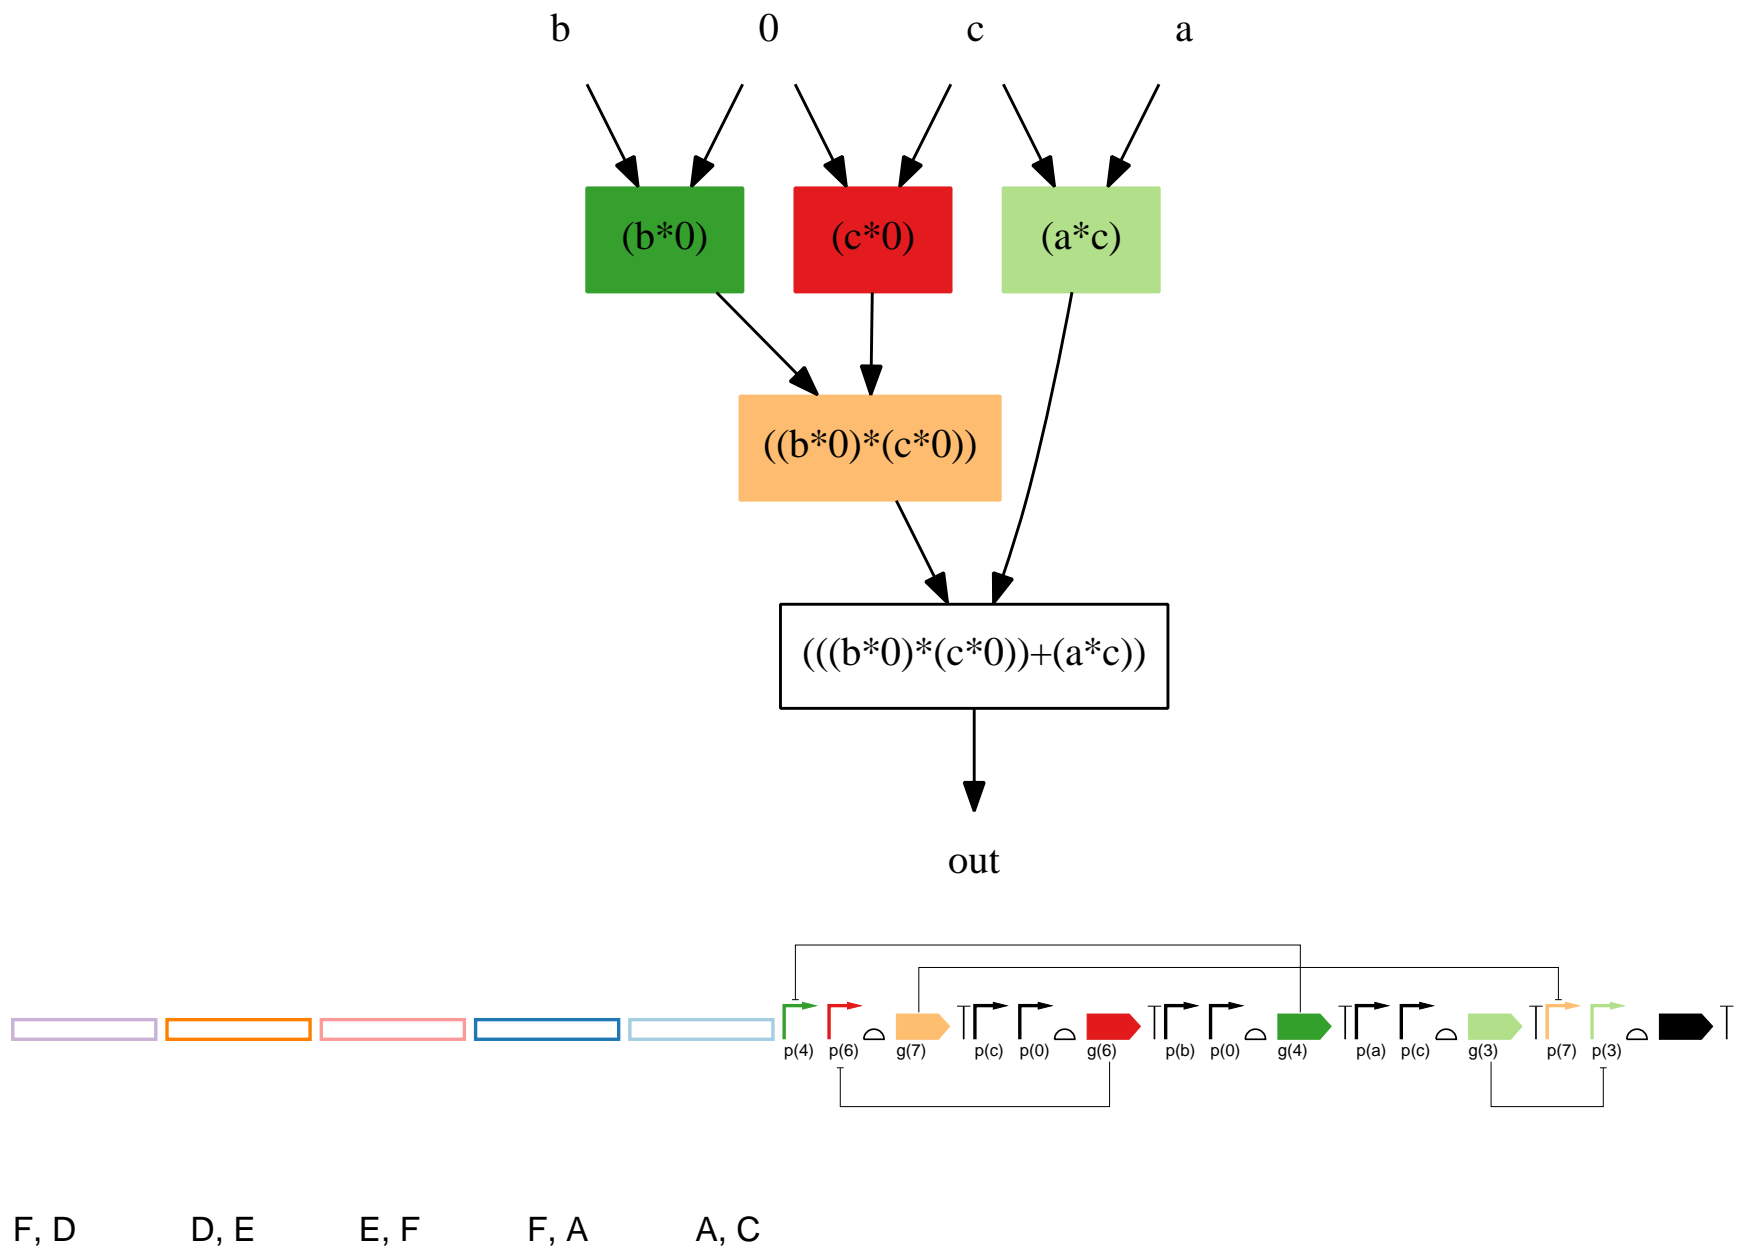 b 0 c a
(b*0) (c*0) (a*c)
((b*0)*(c*0))
(((b*0)*(c*0))+(a*c))
out
p(4) p(6) g(7) p(c) p(0) g(6) p(b) p(0) g(4) p(a) p(c) g(3) p(7) p(3)
F, D D, E E, F F, A A, C